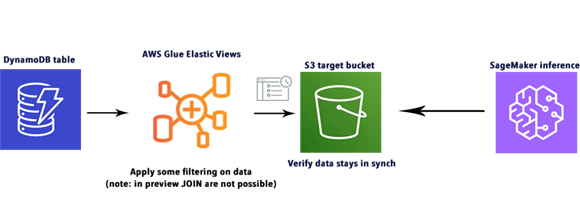 DynamoDB table
AWS Glue Elastic Views
S3 target bucket
SageMaker inference
Apply some filtering on data
(note: in preview JOIN are not possible)
Verify data stays in synch